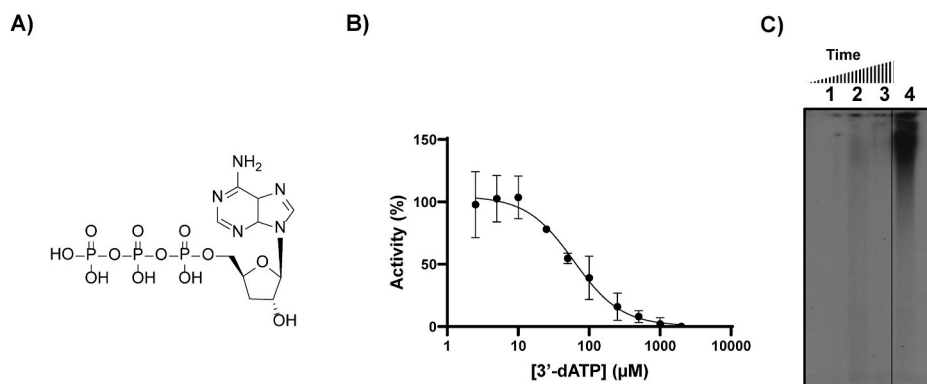 A)
NH₂
N
N
N
N
O
O
O
HO-P-O-P-O-P-O
O
OH
OH
OH
OH
B)
150
100
50
0
Activity (%)
1
10
100
1000
10000
[3'-dATP] (µM)
C)
Time
1 2 3 4